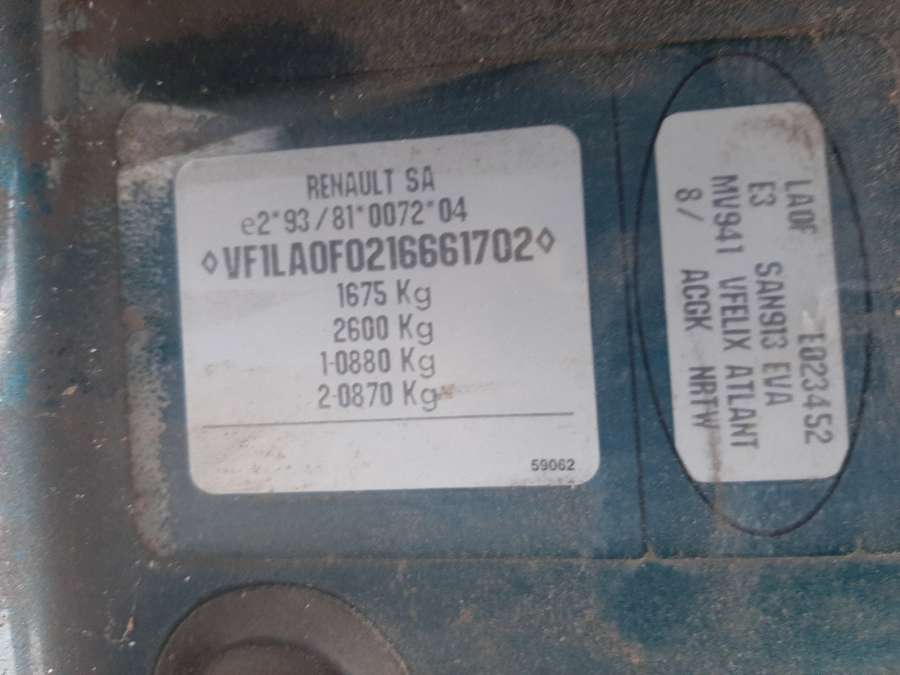 RENAULT SA
e2*93/81*0072*04
◊VF1LA0F0216661702◊
1675 Kg
2600 Kg
1-0880 Kg
2-0870 Kg
59062
LA0F E023452
E3 SAN913 EVA
MV941 VFELIX ATLANT
8/ ACGK NRTW